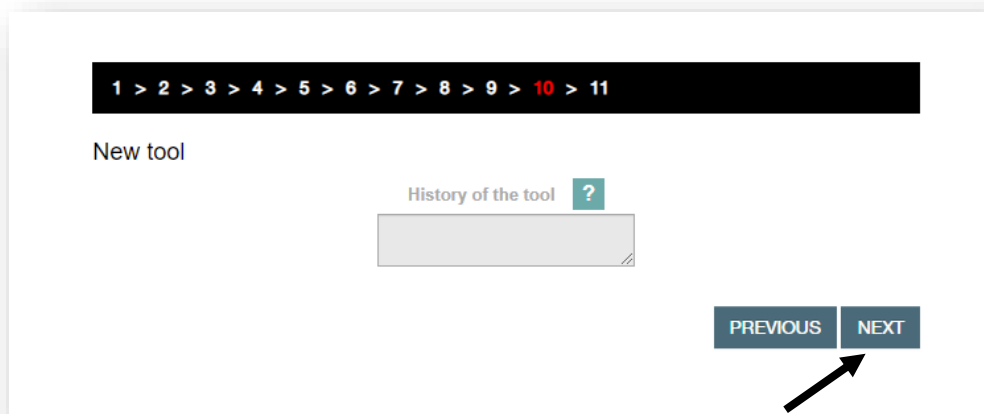 1 > 2 > 3 > 4 > 5 > 6 > 7 > 8 > 9 > 10 > 11
New tool
History of the tool ?
PREVIOUS NEXT